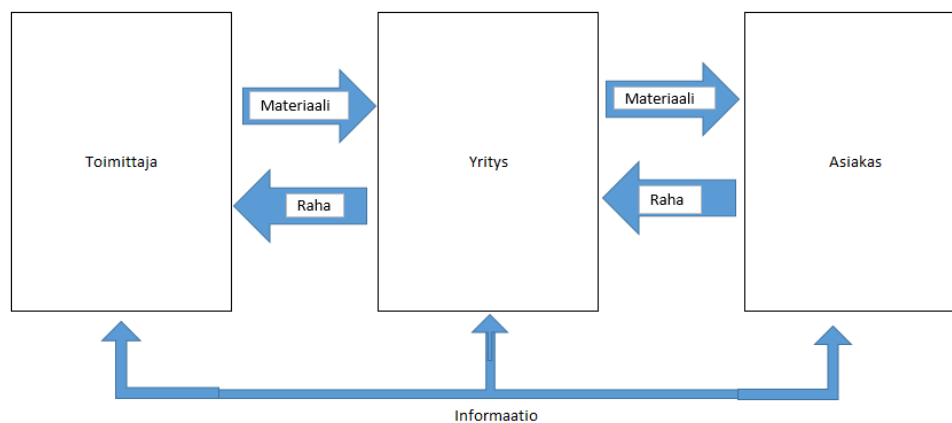 Materiaali
Materiaali
Toimittaja
Yritys
Asiakas
Raha
Raha
Informaatio